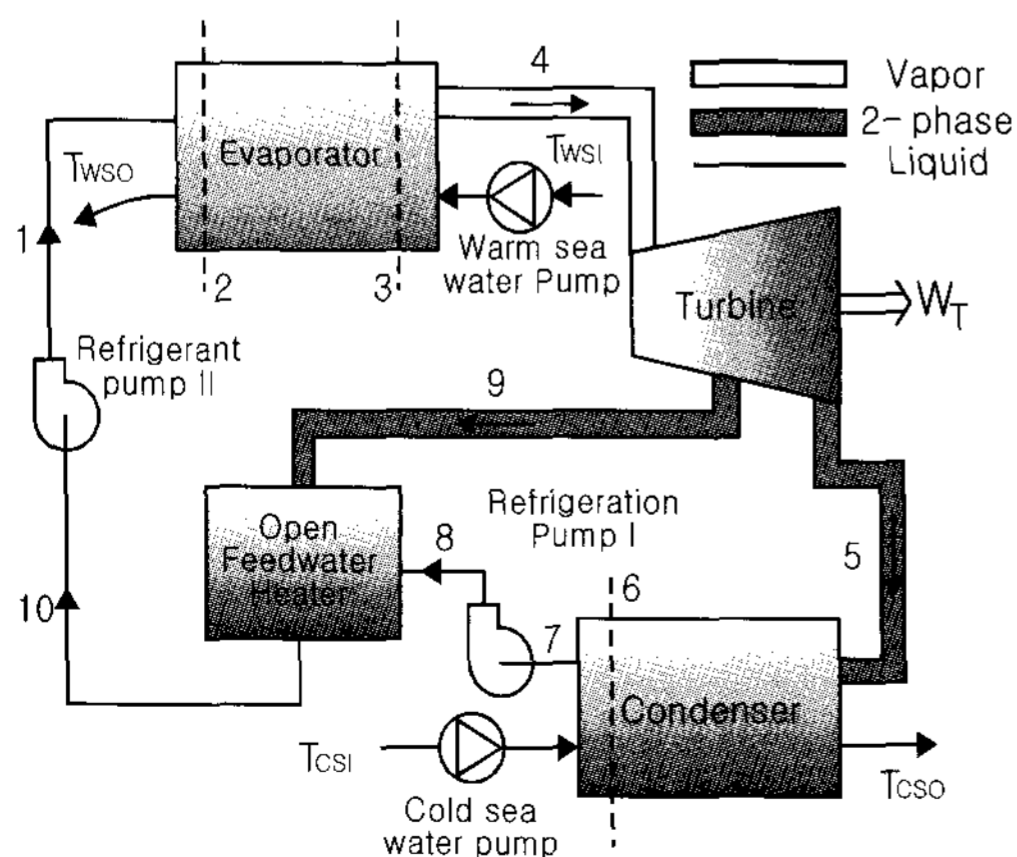 4
Vapor
2- phase
Liquid
Evaporator
TWSO
TWSI
1
2
3
Warm sea
water Pump
Turbine
WT
Refrigerant
pump II
9
Refrigeration
Pump I
Open
Feedwater
Heater
8
5
6
10
7
Condenser
TCSI
TCSO
Cold sea
water pump